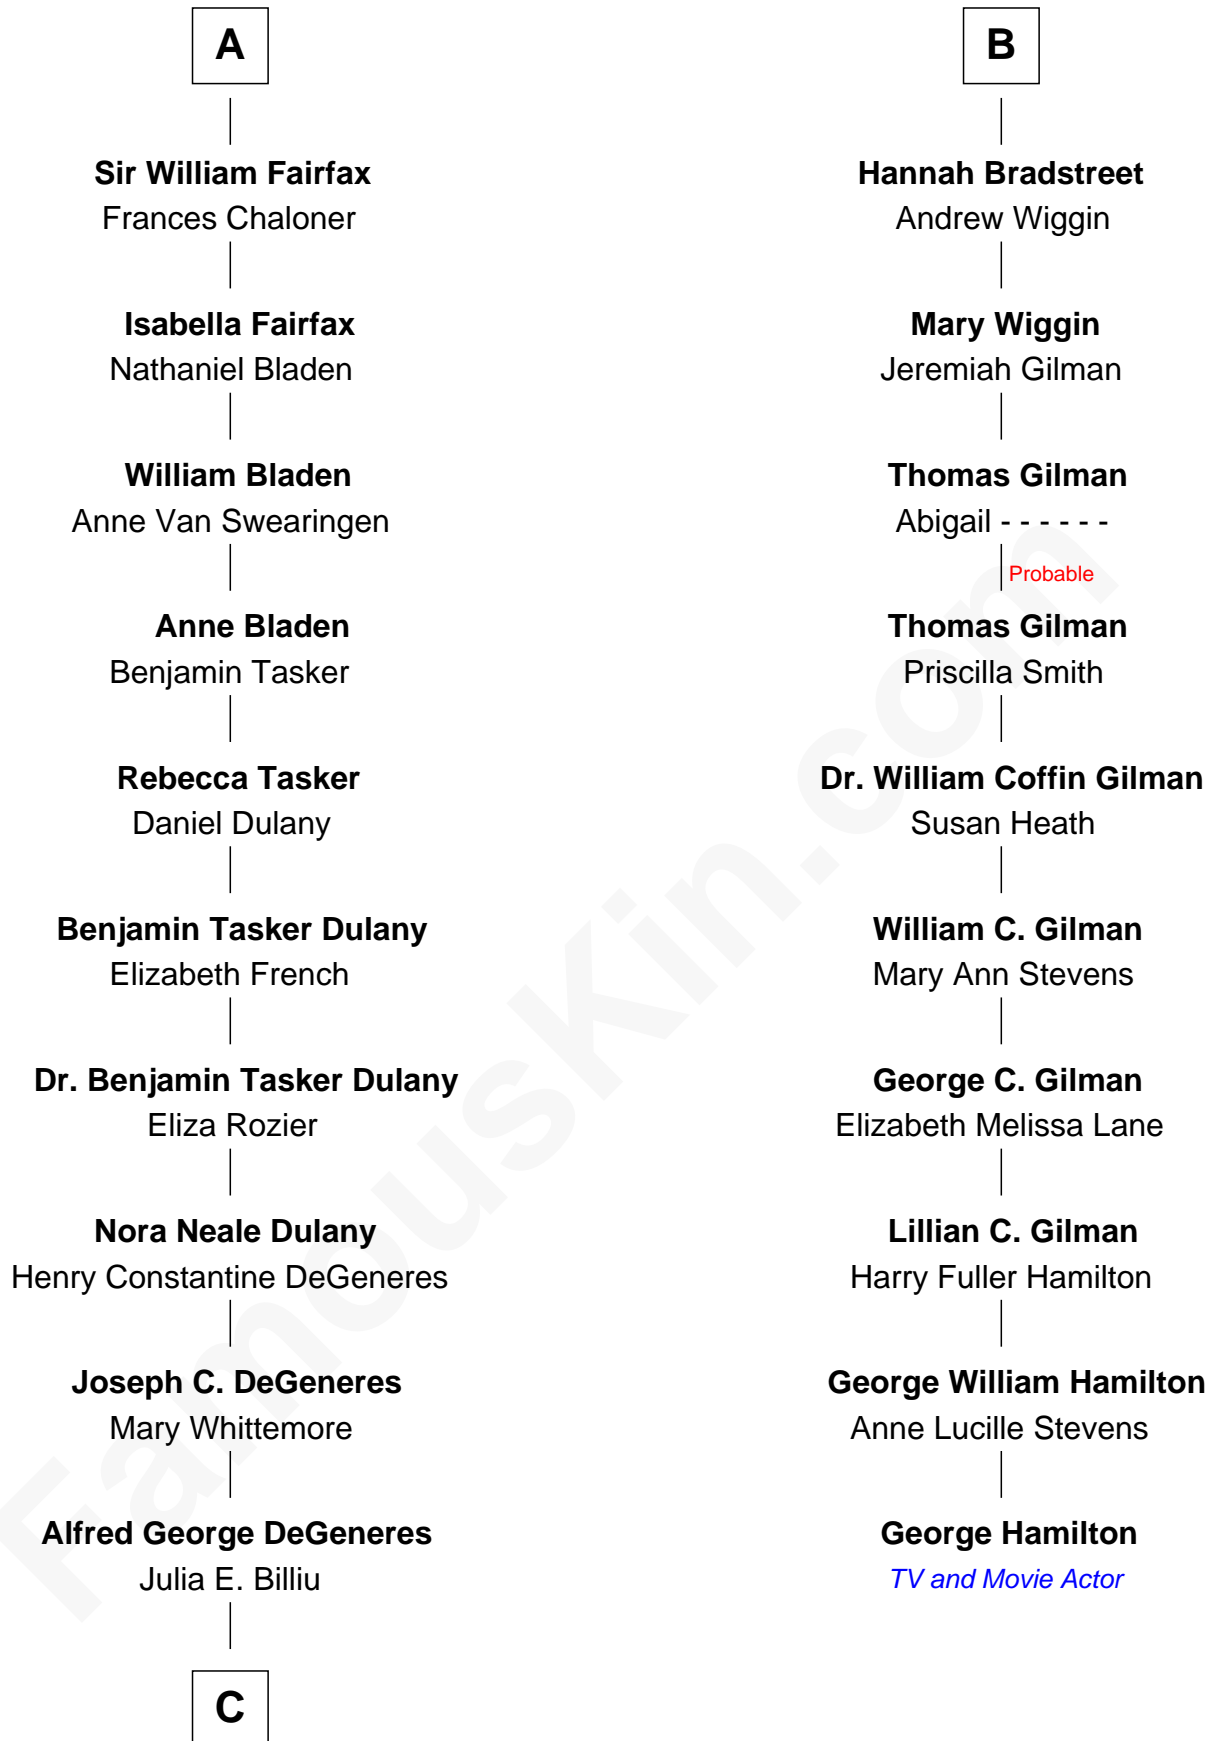 A
Sir William Fairfax
Frances Chaloner
Isabella Fairfax
Nathaniel Bladen
William Bladen
Anne Van Swearingen
Anne Bladen
Benjamin Tasker
Rebecca Tasker
Daniel Dulany
Benjamin Tasker Dulany
Elizabeth French
Dr. Benjamin Tasker Dulany
Eliza Rozier
Nora Neale Dulany
Henry Constantine DeGeneres
Joseph C. DeGeneres
Mary Whittemore
Alfred George DeGeneres
Julia E. Billiu
C
B
Hannah Bradstreet
Andrew Wiggin
Mary Wiggin
Jeremiah Gilman
Thomas Gilman
Abigail - - - - - -
Probable
Thomas Gilman
Priscilla Smith
Dr. William Coffin Gilman
Susan Heath
William C. Gilman
Mary Ann Stevens
George C. Gilman
Elizabeth Melissa Lane
Lillian C. Gilman
Harry Fuller Hamilton
George William Hamilton
Anne Lucille Stevens
George Hamilton
TV and Movie Actor
FamousKin.com